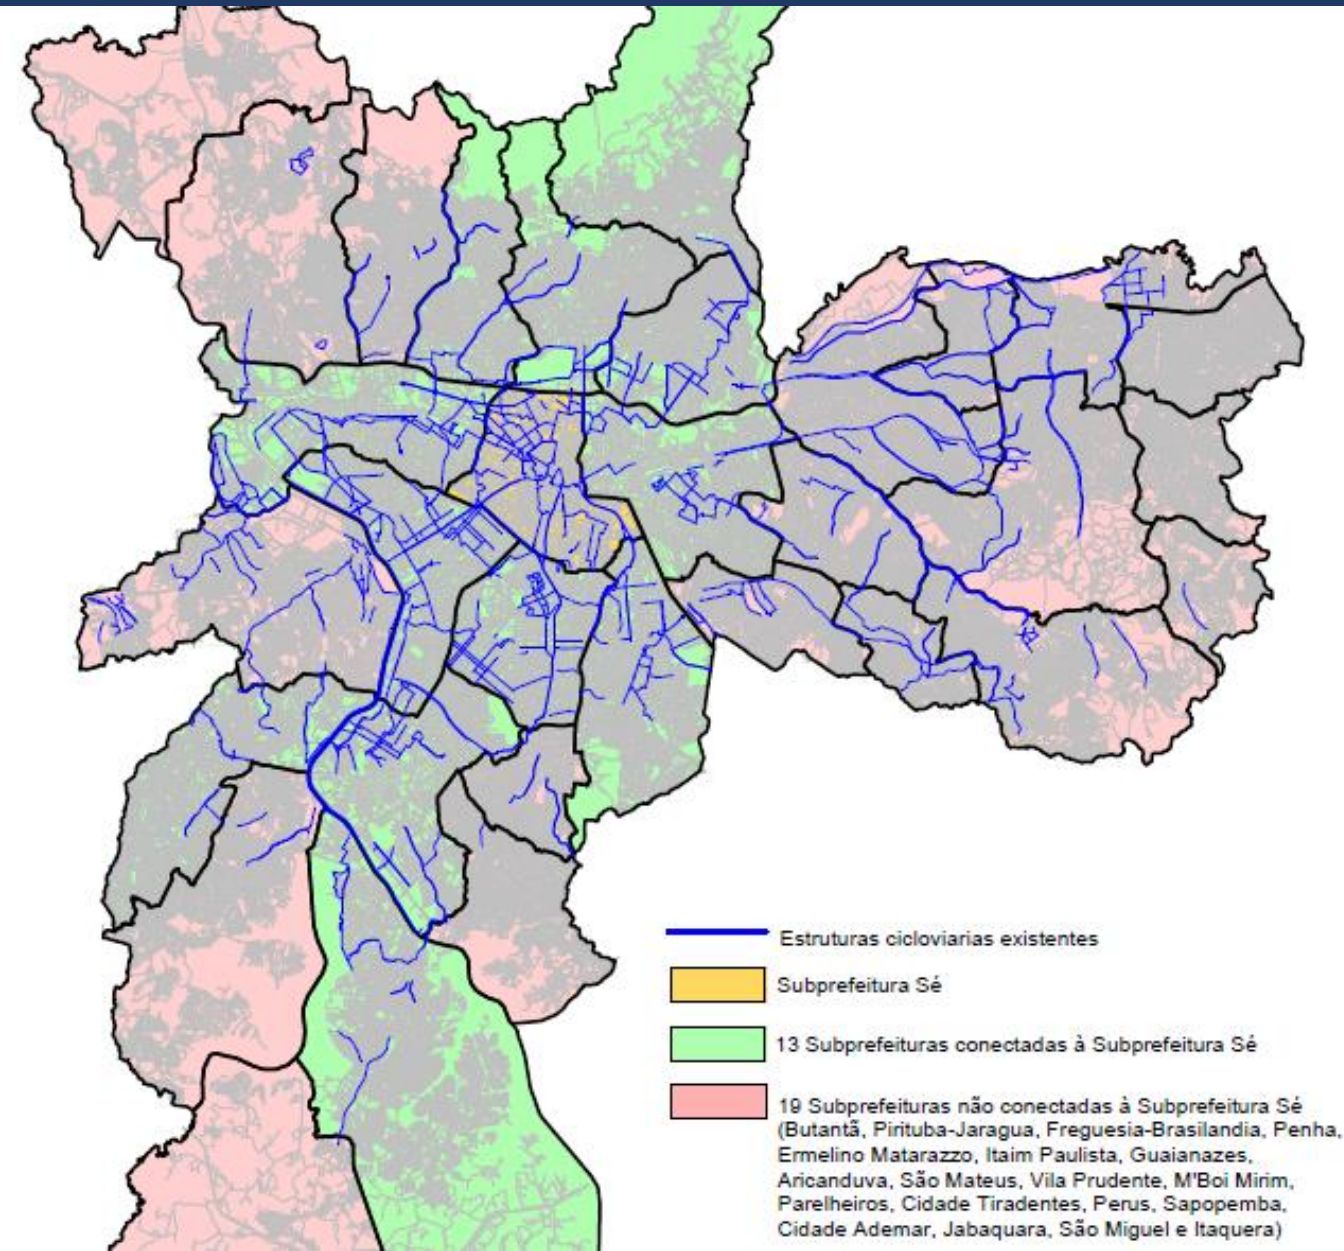 Estruturas cicloviarias existentes
Subprefeitura Sé
13 Subprefeituras conectadas à Subprefeitura Sé
19 Subprefeituras não conectadas à Subprefeitura Sé
(Butantã, Pirituba-Jaragua, Freguesia-Brasilandia, Penha,
Ermelino Matarazzo, Itaim Paulista, Guaianazes,
Aricanduva, São Mateus, Vila Prudente, M'Boi Mirim,
Parelheiros, Cidade Tiradentes, Perus, Sapopemba,
Cidade Ademar, Jabaquara, São Miguel e Itaquera)